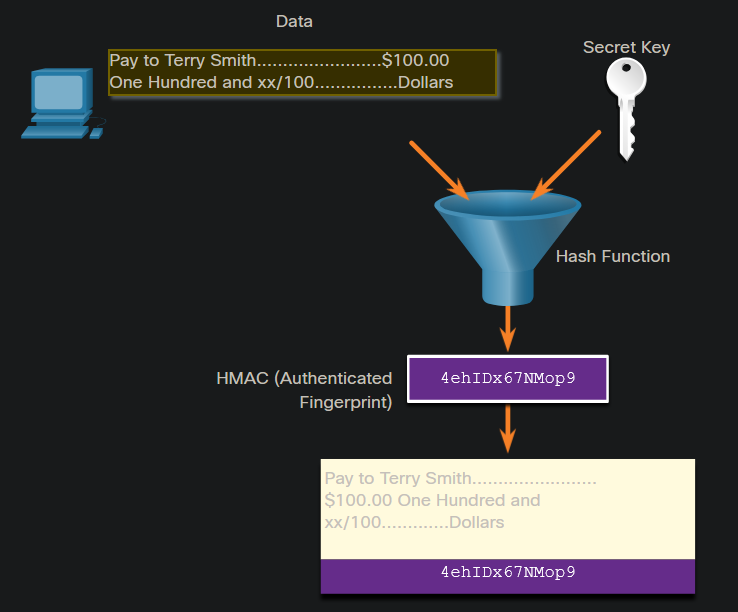 Data
Pay to Terry Smith.......................$100.00
One Hundred and xx/100................Dollars
Secret Key
Hash Function
HMAC (Authenticated
Fingerprint)
4ehIDx67NMop9
Pay to Terry Smith.......................
$100.00 One Hundred and
xx/100.............Dollars
4ehIDx67NMop9